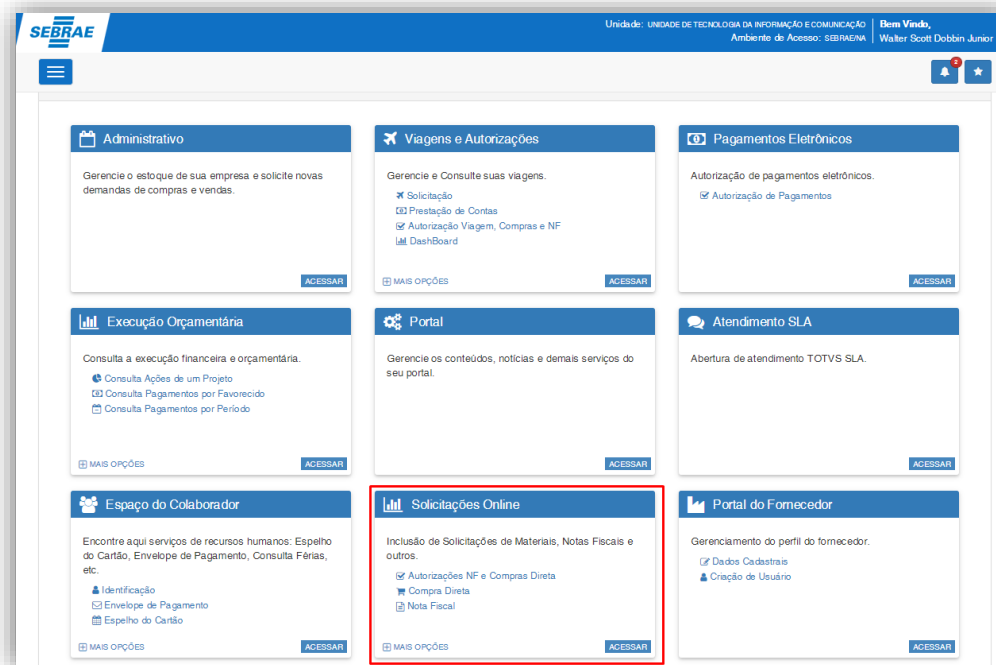 SEBRAE
Unidade: UNIDADE DE TECNOLOGIA DA INFORMAÇÃO E COMUNICAÇÃO
Ambiente de Acesso: SEBRAE/NA
Bem Vindo,
Walter Scott Dobbin Junior
2
Administrativo
Gerencie o estoque de sua empresa e solicite novas
demandas de compras e vendas.
ACESSAR
Viagens e Autorizações
Gerencie e Consulte suas viagens.
Solicitação
Prestação de Contas
Autorização Viagem, Compras e NF
DashBoard
MAIS OPÇÕES
ACESSAR
Pagamentos Eletrônicos
Autorização de pagamentos eletrônicos.
Autorização de Pagamentos
ACESSAR
Execução Orçamentária
Consulta a execução financeira e orçamentária.
Consulta Ações de um Projeto
Consulta Pagamentos por Favorecido
Consulta Pagamentos por Período
MAIS OPÇÕES
ACESSAR
Portal
Gerencie os conteúdos, notícias e demais serviços do
seu portal.
ACESSAR
Atendimento SLA
Abertura de atendimento TOTVS SLA.
ACESSAR
Espaço do Colaborador
Encontre aqui serviços de recursos humanos: Espelho
do Cartão, Envelope de Pagamento, Consulta Férias,
etc.
Identificação
Envelope de Pagamento
Espelho do Cartão
MAIS OPÇÕES
ACESSAR
Solicitações Online
Inclusão de Solicitações de Materiais, Notas Fiscais e
outros.
Autorizações NF e Compras Direta
Compra Direta
Nota Fiscal
MAIS OPÇÕES
ACESSAR
Portal do Fornecedor
Gerenciamento do perfil do fornecedor.
Dados Cadastrais
Criação de Usuário
ACESSAR